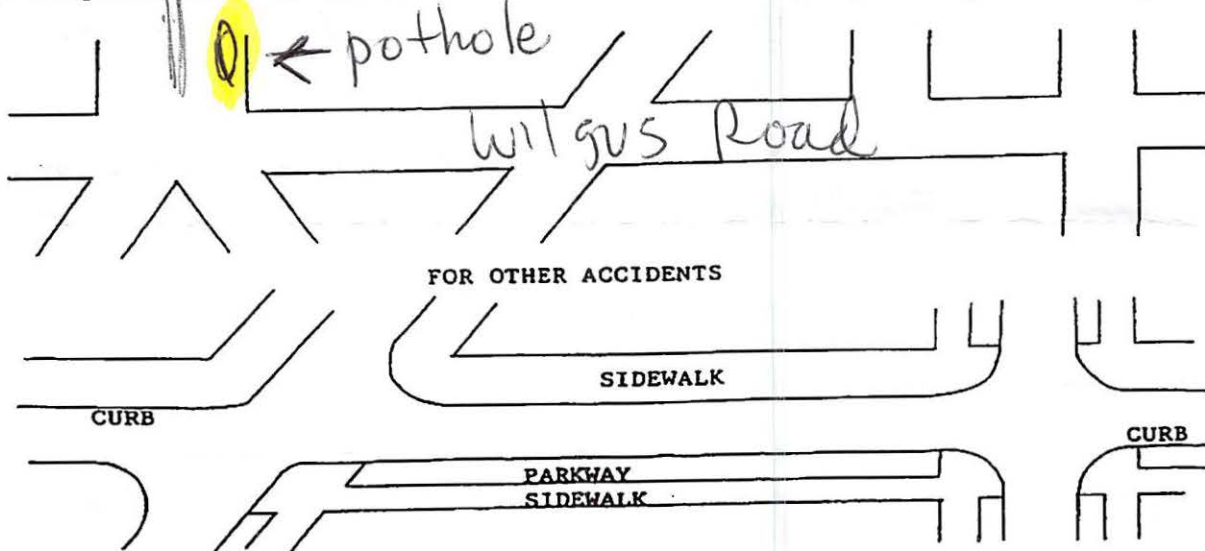 ← pothole
Wilgus Road
FOR OTHER ACCIDENTS
SIDEWALK
CURB
CURB
PARKWAY
SIDEWALK